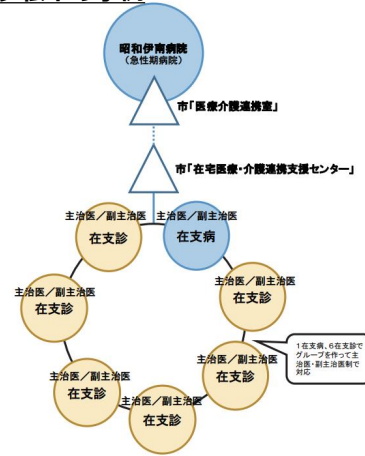 昭和伊南病院
(急性期病院)
市「医療介護連携室」
市「在宅医療・介護連携支援センター」
主治医／副主治医
在支診
主治医／副主治医
在支病
主治医／副主治医
在支診
主治医／副主治医
在支診
主治医／副主治医
在支診
主治医／副主治医
在支診
主治医／副主治医
在支診
1在支病、6在支診で
グループを作って主
治医・副主治医制で
対応